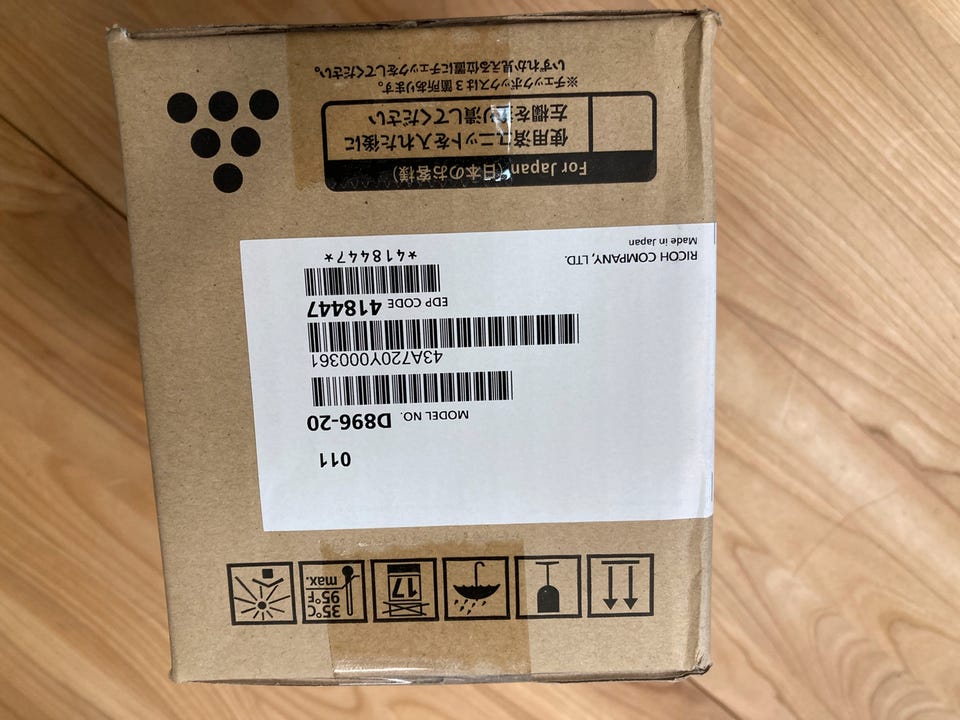 17
35°C
95°F
max.
011
MODEL NO. D896-20
43A720Y000361
EDP CODE 418447
*418447*
RICOH COMPANY, LTD.
Made in Japan
For Japan (日本のお客様)
使用済ユニットを入れた後に
左欄を塗り潰してください
※チェックボックスは3箇所あります。
いずれか見える位置にチェックをしてください。